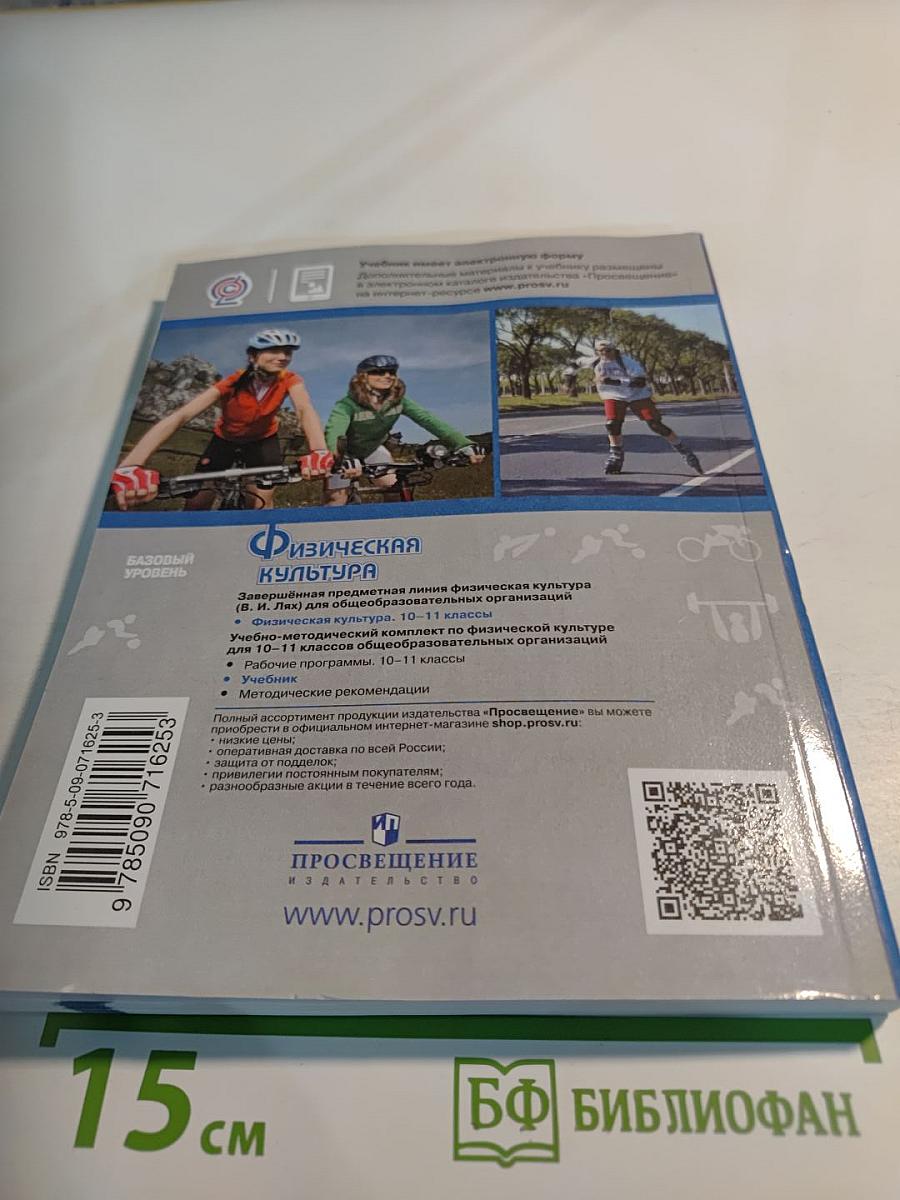 Учебник имеет электронную форму
Дополнительные материалы к учебнику размещены
в электронном каталоге издательства «Просвещение»
на интернет-ресурсе www.prosv.ru
БАЗОВЫЙ
УРОВЕНЬ
Физическая
культура
Завершённая предметная линия физическая культура
(В. И. Лях) для общеобразовательных организаций
• Физическая культура. 10–11 классы
Учебно-методический комплект по физической культуре
для 10–11 классов общеобразовательных организаций
• Рабочие программы. 10–11 классы
• Учебник
• Методические рекомендации
Полный ассортимент продукции издательства «Просвещение» вы можете
приобрести в официальном интернет-магазине shop.prosv.ru:
• низкие цены;
• оперативная доставка по всей России;
• защита от подделок;
• привилегии постоянным покупателям;
• разнообразные акции в течение всего года.
ISBN 978-5-09-071625-3
9 785090 716253
ИП
ПРОСВЕЩЕНИЕ
ИЗДАТЕЛЬСТВО
www.prosv.ru
15 см
БФ БИБЛИОФАН